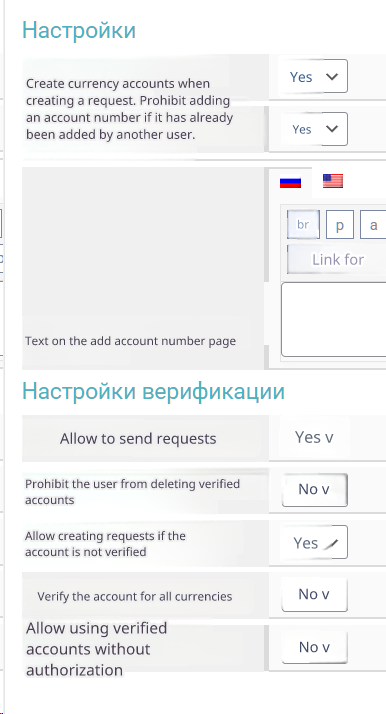 Настройки
Create currency accounts when
creating a request. Prohibit adding
an account number if it has already
been added by another user.
Yes
Yes
br p a
Link for
Text on the add account number page
Настройки верификации
Allow to send requests
Yes v
Prohibit the user from deleting verified
accounts
No v
Allow creating requests if the
account is not verified
Yes
Verify the account for all currencies
No v
Allow using verified
accounts without
authorization
No v